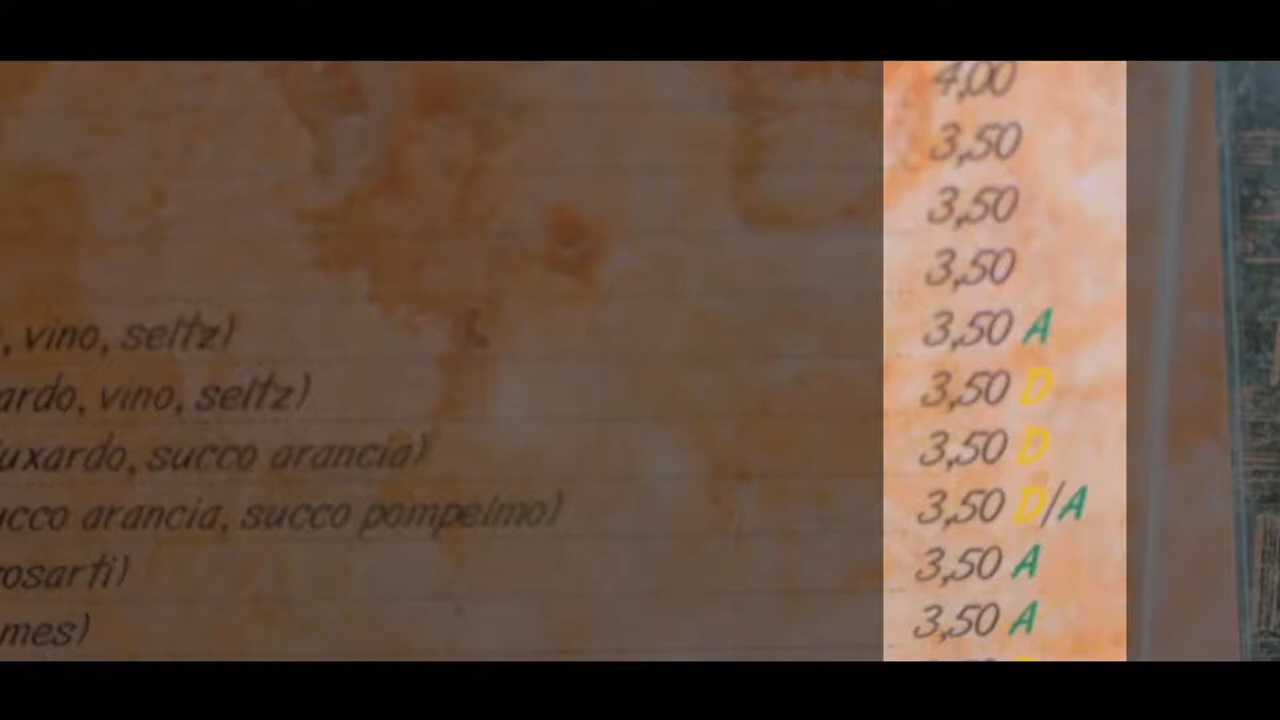 4,00
3,50
3,50
3,50
, vino, seltz) 3,50 A
ardo, vino, seltz) 3,50 D
uxardo, succo arancia) 3,50 D
ucco arancia, succo pompelmo) 3,50 D/A
rosarti) 3,50 A
mes) 3,50 A